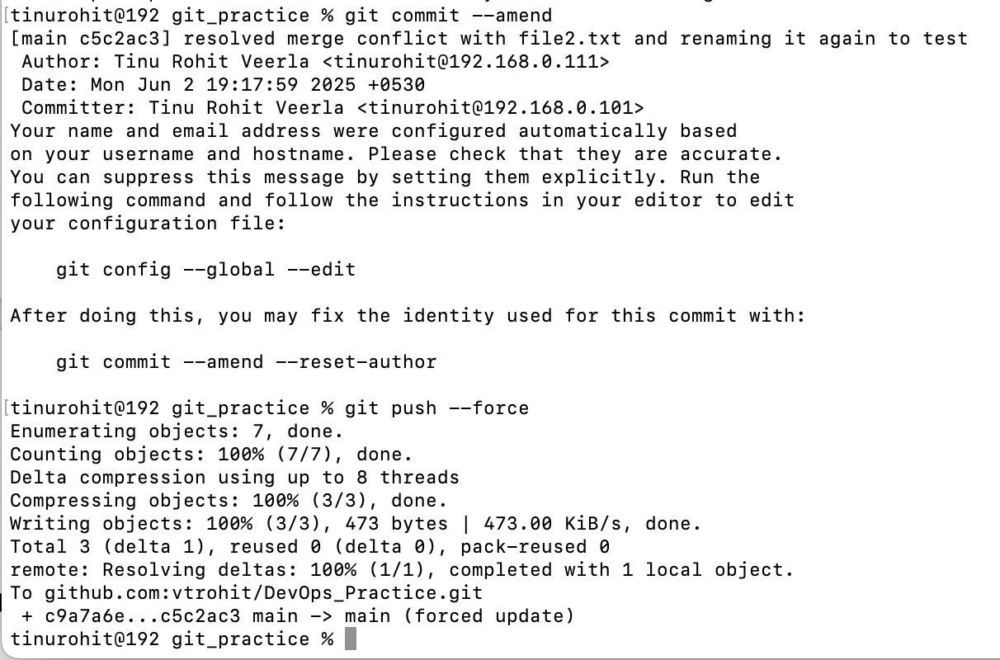 [tinurohit@192 git_practice % git commit --amend
[main c5c2ac3] resolved merge conflict with file2.txt and renaming it again to test
 Author: Tinu Rohit Veerla <tinurohit@192.168.0.111>
 Date: Mon Jun 2 19:17:59 2025 +0530
 Committer: Tinu Rohit Veerla <tinurohit@192.168.0.101>
Your name and email address were configured automatically based
on your username and hostname. Please check that they are accurate.
You can suppress this message by setting them explicitly. Run the
following command and follow the instructions in your editor to edit
your configuration file:

    git config --global --edit

After doing this, you may fix the identity used for this commit with:

    git commit --amend --reset-author

[tinurohit@192 git_practice % git push --force
Enumerating objects: 7, done.
Counting objects: 100% (7/7), done.
Delta compression using up to 8 threads
Compressing objects: 100% (3/3), done.
Writing objects: 100% (3/3), 473 bytes | 473.00 KiB/s, done.
Total 3 (delta 1), reused 0 (delta 0), pack-reused 0
remote: Resolving deltas: 100% (1/1), completed with 1 local object.
To github.com:vtrohit/DevOps_Practice.git
 + c9a7a6e...c5c2ac3 main -> main (forced update)
tinurohit@192 git_practice %